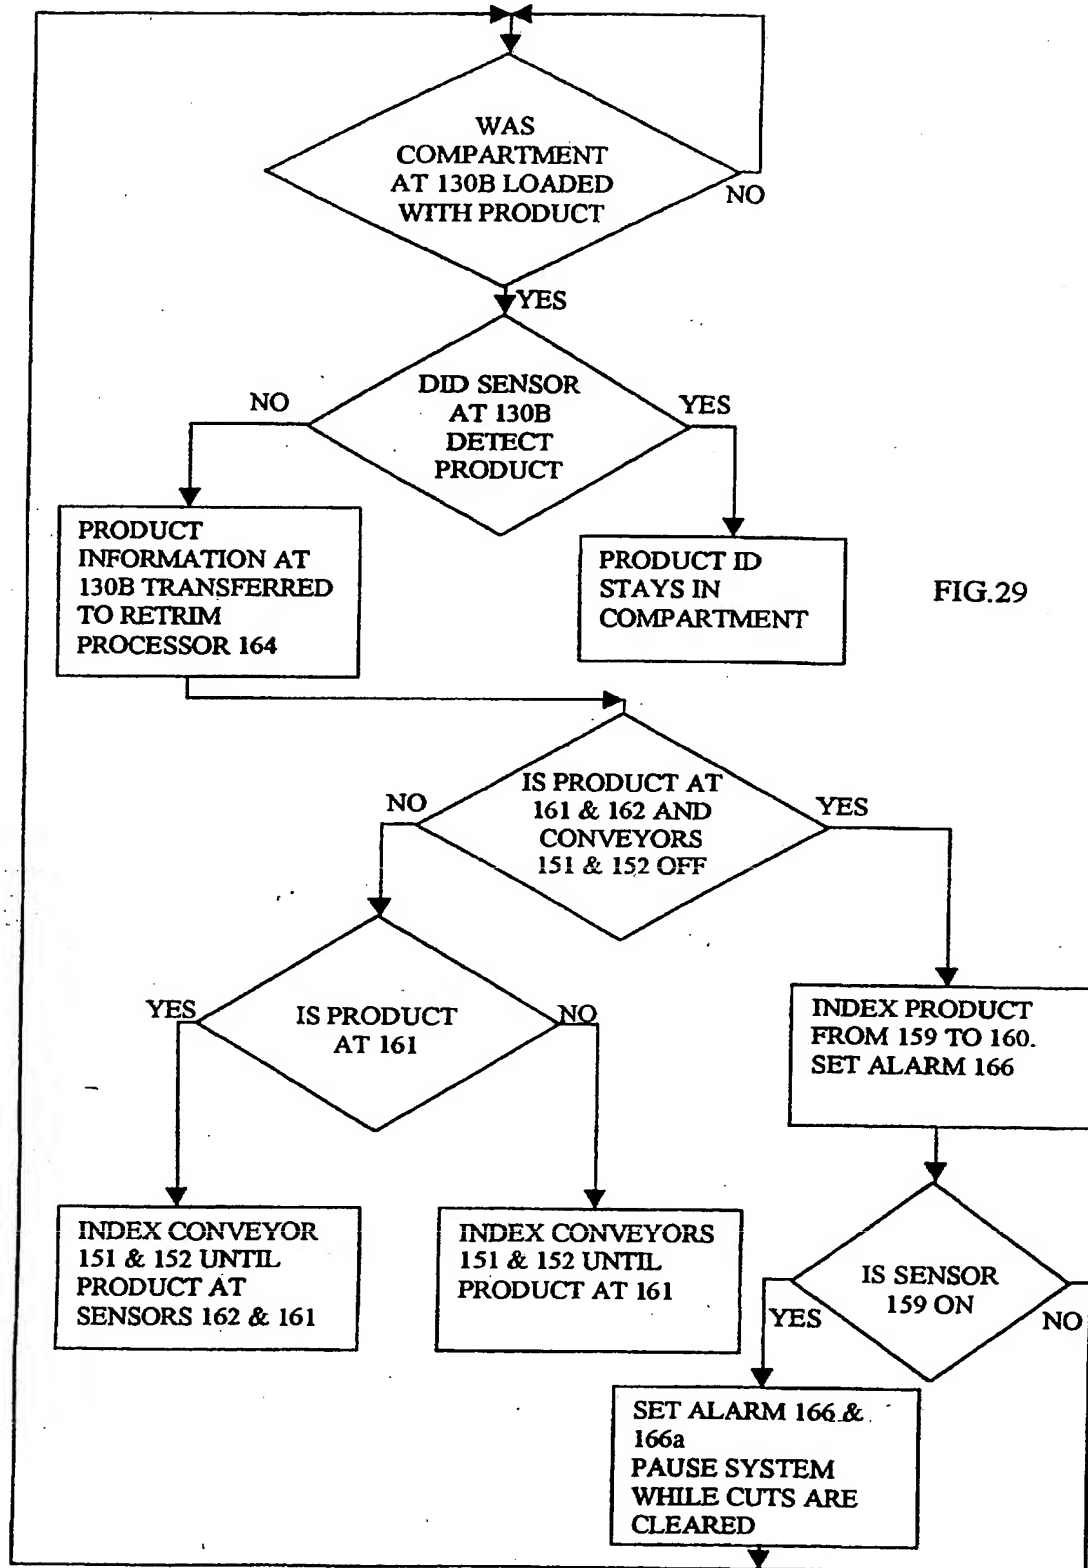 WAS
COMPARTMENT
AT 130B LOADED
WITH PRODUCT
NO
YES
DID SENSOR
AT 130B
DETECT
PRODUCT
NO
YES
PRODUCT
INFORMATION AT
130B TRANSFERRED
TO RETRIM
PROCESSOR 164
PRODUCT ID
STAYS IN
COMPARTMENT
FIG.29
IS PRODUCT AT
161 & 162 AND
CONVEYORS
151 & 152 OFF
NO
YES
IS PRODUCT
AT 161
YES
NO
INDEX PRODUCT
FROM 159 TO 160.
SET ALARM 166
INDEX CONVEYOR
151 & 152 UNTIL
PRODUCT AT
SENSORS 162 & 161
INDEX CONVEYORS
151 & 152 UNTIL
PRODUCT AT 161
IS SENSOR
159 ON
YES
NO
SET ALARM 166 &
166a
PAUSE SYSTEM
WHILE CUTS ARE
CLEARED